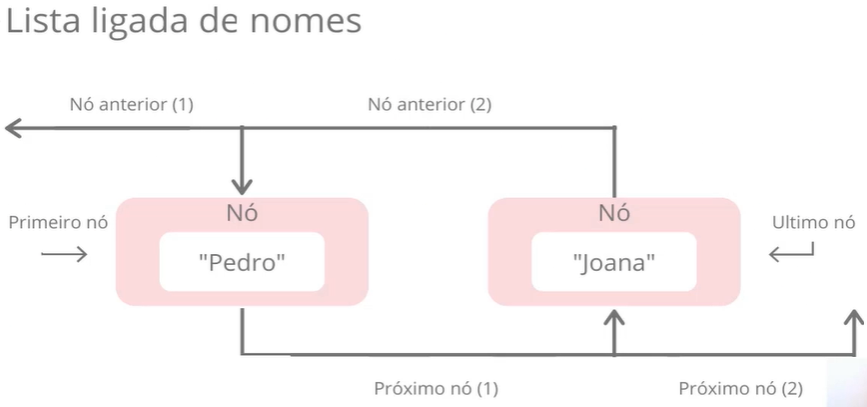 Lista ligada de nomes
Nó anterior (1)
Nó anterior (2)
Primeiro nó
Nó
"Pedro"
Nó
"Joana"
Ultimo nó
Próximo nó (1)
Próximo nó (2)